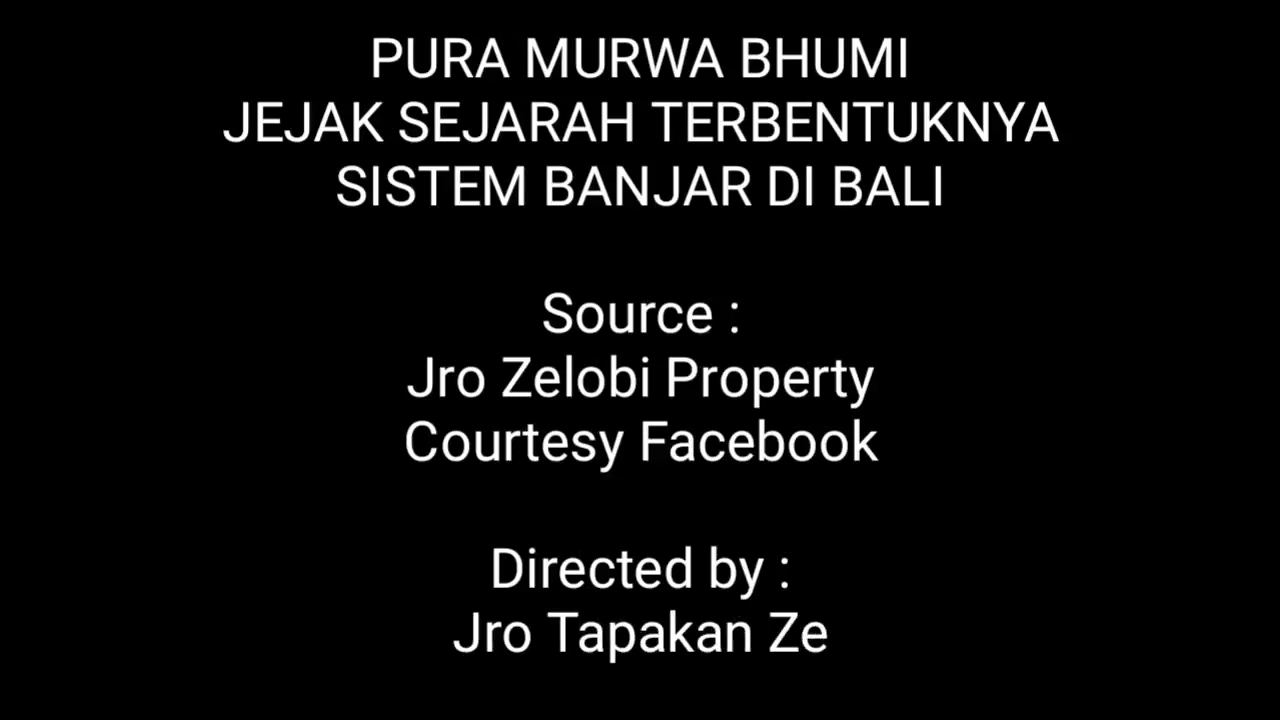 PURA MURWA BHUMI
JEJAK SEJARAH TERBENTUKNYA
SISTEM BANJAR DI BALI
Source :
Jro Zelobi Property
Courtesy Facebook
Directed by :
Jro Tapakan Ze